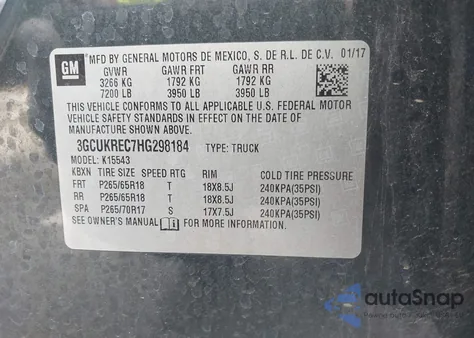 GM
MFD BY GENERAL MOTORS DE MEXICO, S. DE R.L. DE C.V. 01/17
GVWR GAWR FRT GAWR RR
3266 KG 1792 KG 1792 KG
7200 LB 3950 LB 3950 LB
THIS VEHICLE CONFORMS TO ALL APPLICABLE U.S. FEDERAL MOTOR
VEHICLE SAFETY STANDARDS IN EFFECT ON THE DATE OF
MANUFACTURE SHOWN ABOVE.
3GCUKREC7HG298184 TYPE: TRUCK
MODEL: K15543
KBXN TIRE SIZE SPEED RTG RIM COLD TIRE PRESSURE
FRT P265/65R18 T 18X8.5J 240KPA(35PSI)
RR P265/65R18 T 18X8.5J 240KPA(35PSI)
SPA P265/70R17 S 17X7.5J 240KPA(35PSI)
SEE OWNER'S MANUAL FOR MORE INFORMATION.
autoSnap